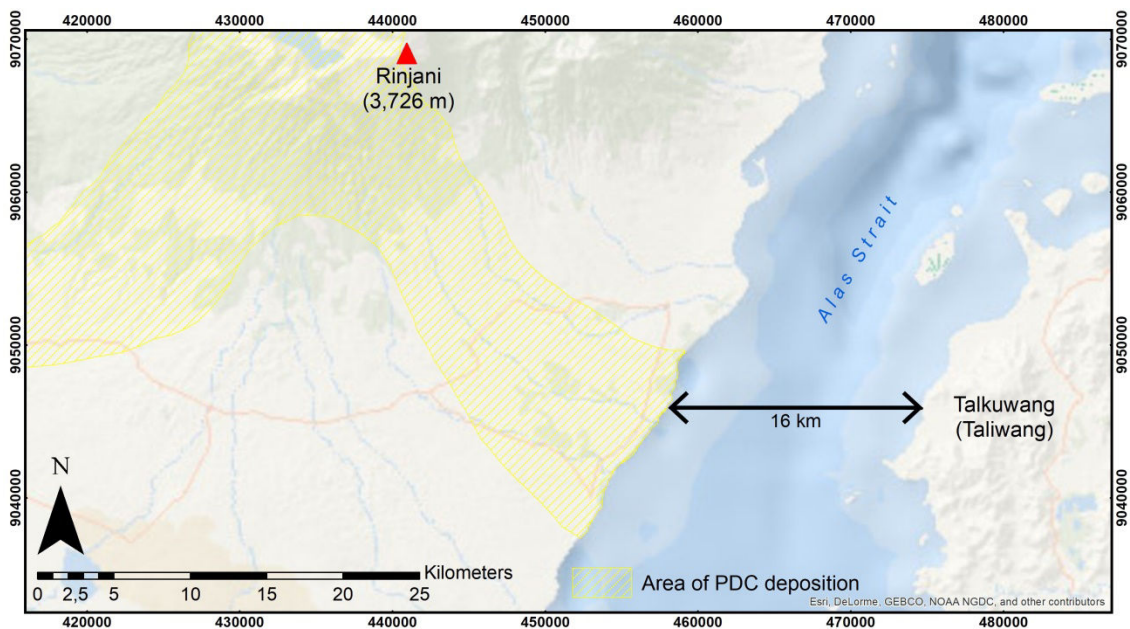 420000 430000 440000 450000 460000 470000 480000
9070000 9070000
Rinjani
(3,726 m)
9060000 9060000
Alas Strait
9050000 9050000
16 km
Talkuwang
(Taliwang)
9040000 9040000
N
Kilometers
0 2,5 5 10 15 20 25
Area of PDC deposition
Esri, DeLorme, GEBCO, NOAA NGDC, and other contributors
420000 430000 440000 450000 460000 470000 480000